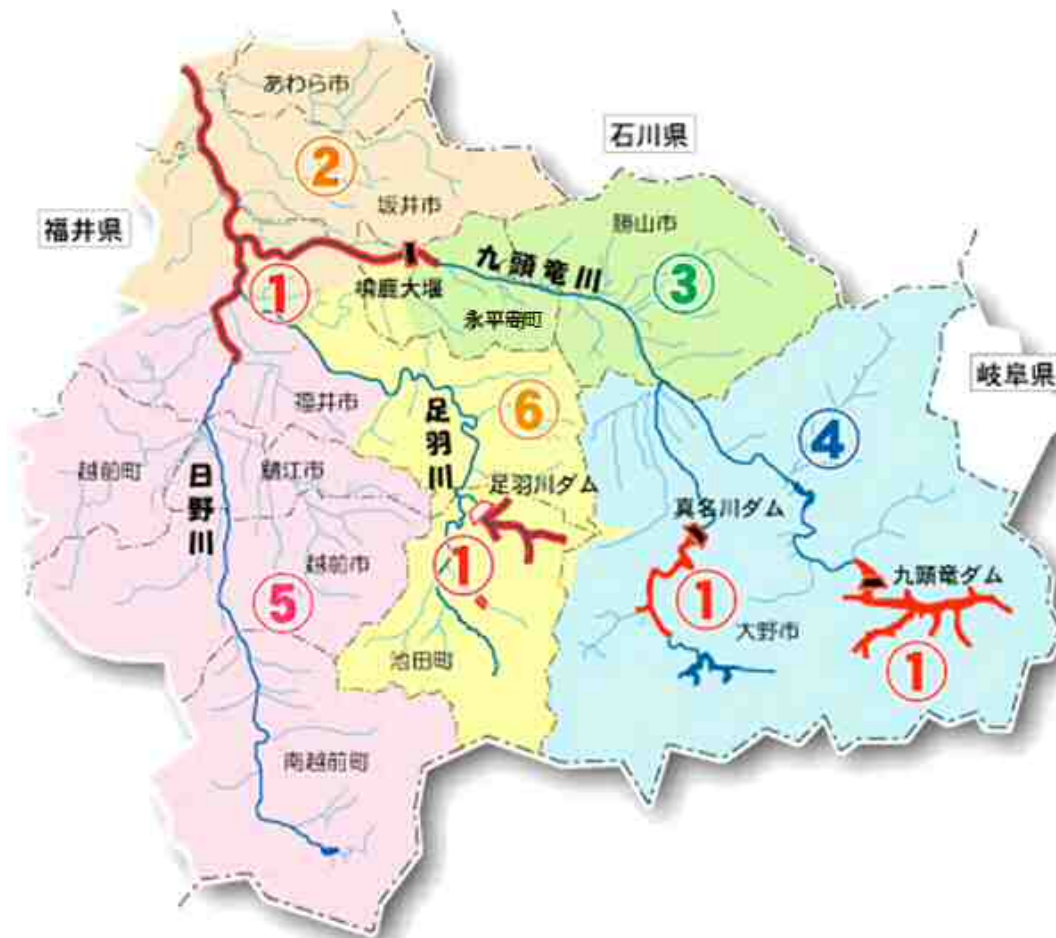 あわら市
石川県
②
坂井市
勝山市
福井県
九頭竜川
③
①
鳴鹿大堰
永平寺町
岐阜県
福井市
足羽川
⑥
④
越前町
日野川
鯖江市
足羽川ダム
真名川ダム
越前市
①
九頭竜ダム
⑤
①
大野市
池田町
①
南越前町